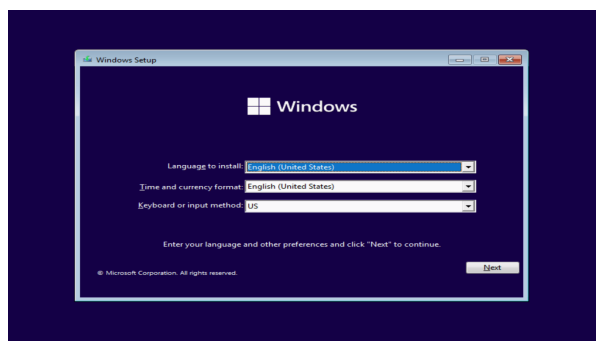 Windows Setup
Windows
Language to install: English (United States)
Time and currency format: English (United States)
Keyboard or input method: US
Enter your language and other preferences and click "Next" to continue.
© Microsoft Corporation. All rights reserved.
Next